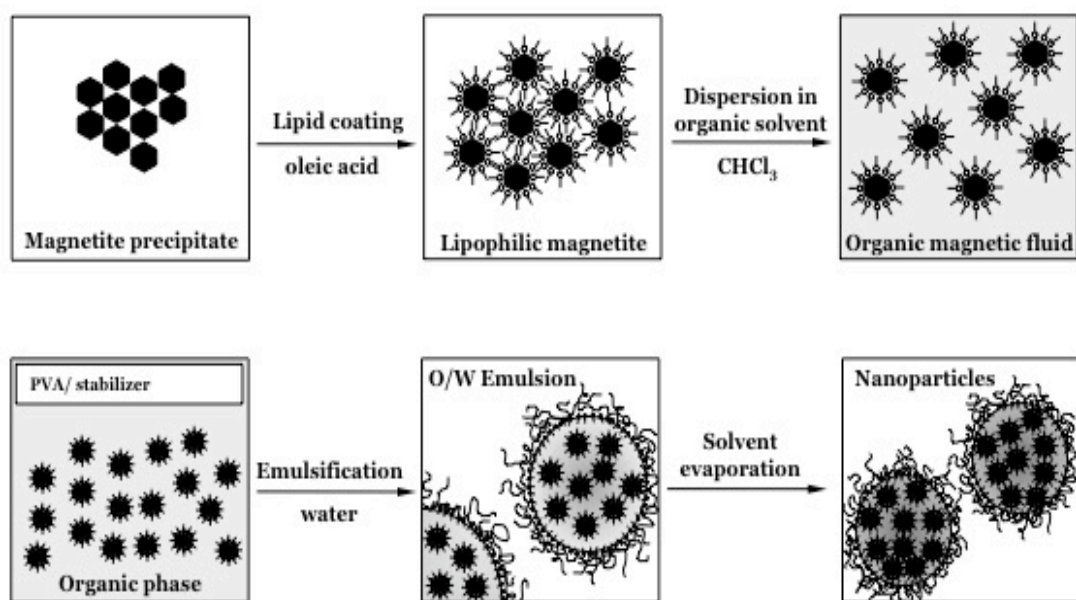 Magnetite precipitate
Lipid coating
oleic acid
Lipophilic magnetite
Dispersion in
organic solvent
CHCl₃
Organic magnetic fluid
PVA/ stabilizer
Organic phase
Emulsification
water
O/W Emulsion
Solvent
evaporation
Nanoparticles